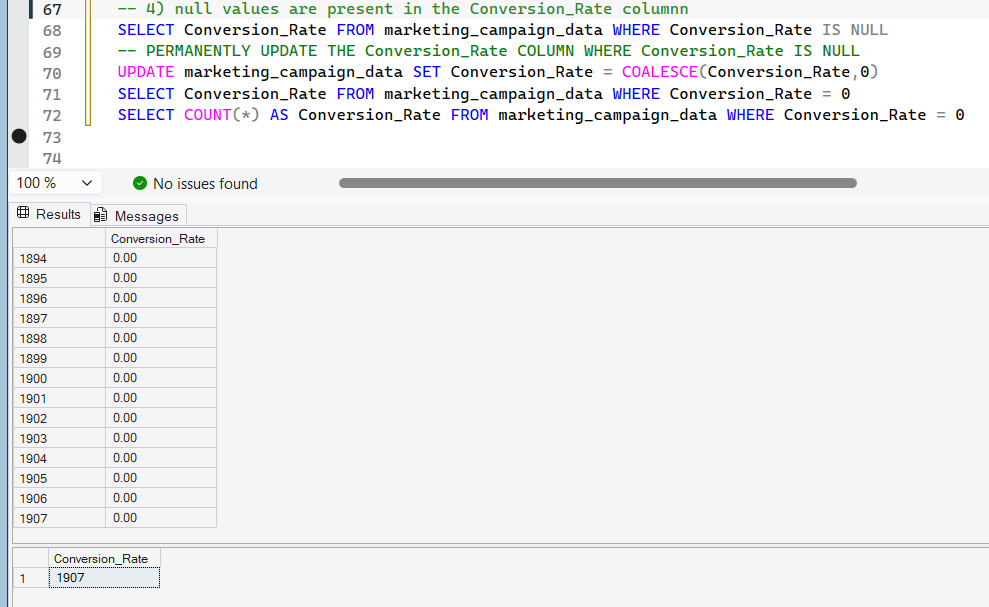 67 -- 4) null values are present in the Conversion_Rate columnn
68 SELECT Conversion_Rate FROM marketing_campaign_data WHERE Conversion_Rate IS NULL
69 -- PERMANENTLY UPDATE THE Conversion_Rate COLUMN WHERE Conversion_Rate IS NULL
70 UPDATE marketing_campaign_data SET Conversion_Rate = COALESCE(Conversion_Rate,0)
71 SELECT Conversion_Rate FROM marketing_campaign_data WHERE Conversion_Rate = 0
72 SELECT COUNT(*) AS Conversion_Rate FROM marketing_campaign_data WHERE Conversion_Rate = 0
73
74
100 % No issues found
Results Messages
Conversion_Rate
1894 0.00
1895 0.00
1896 0.00
1897 0.00
1898 0.00
1899 0.00
1900 0.00
1901 0.00
1902 0.00
1903 0.00
1904 0.00
1905 0.00
1906 0.00
1907 0.00
Conversion_Rate
1 1907